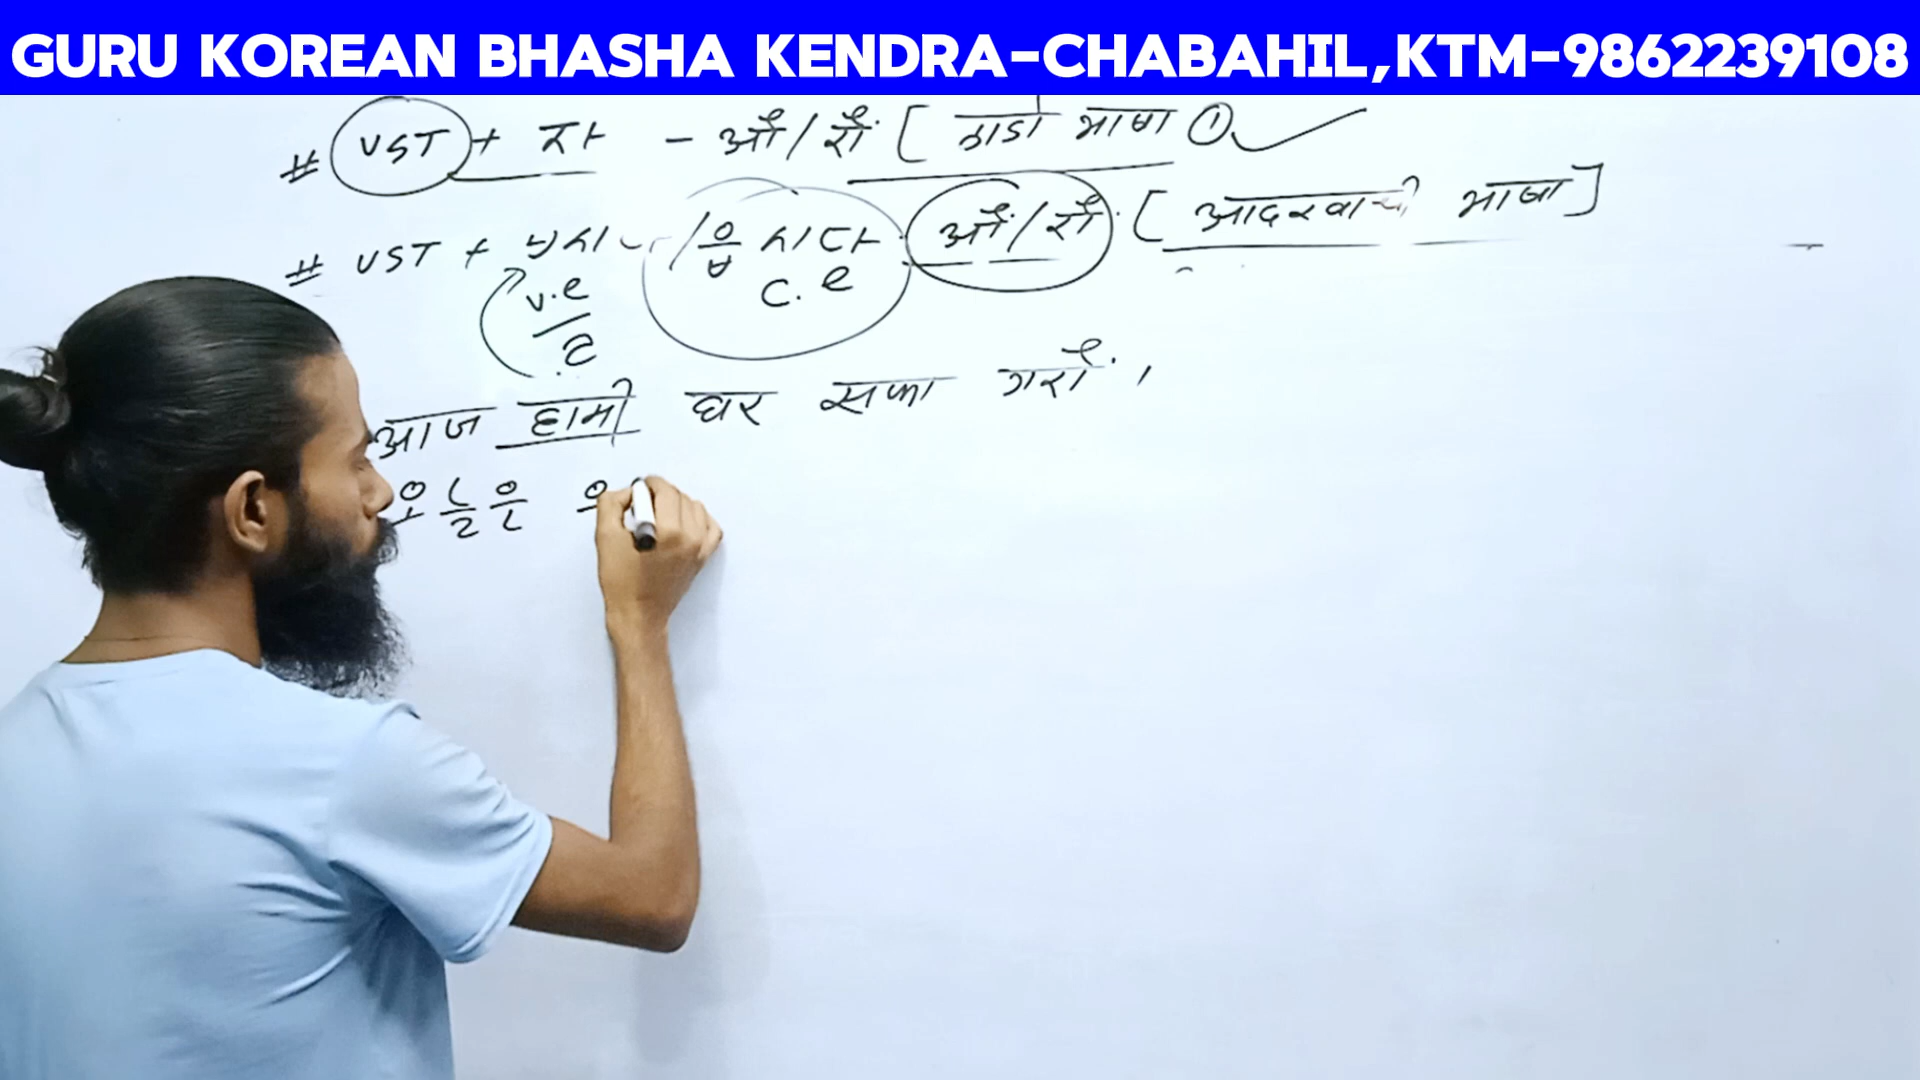 GURU KOREAN BHASHA KENDRA-CHABAHIL,KTM-9862239108
# VST + 자 - औं/रौं [ ठाडो भाषा ①
# VST + ㅂ시 /읍시다 औं/रौं [ आदरवाची भाषा ]
v.e c.e
ㄹ
आज हामी घर सफा गरौं ।
오늘은